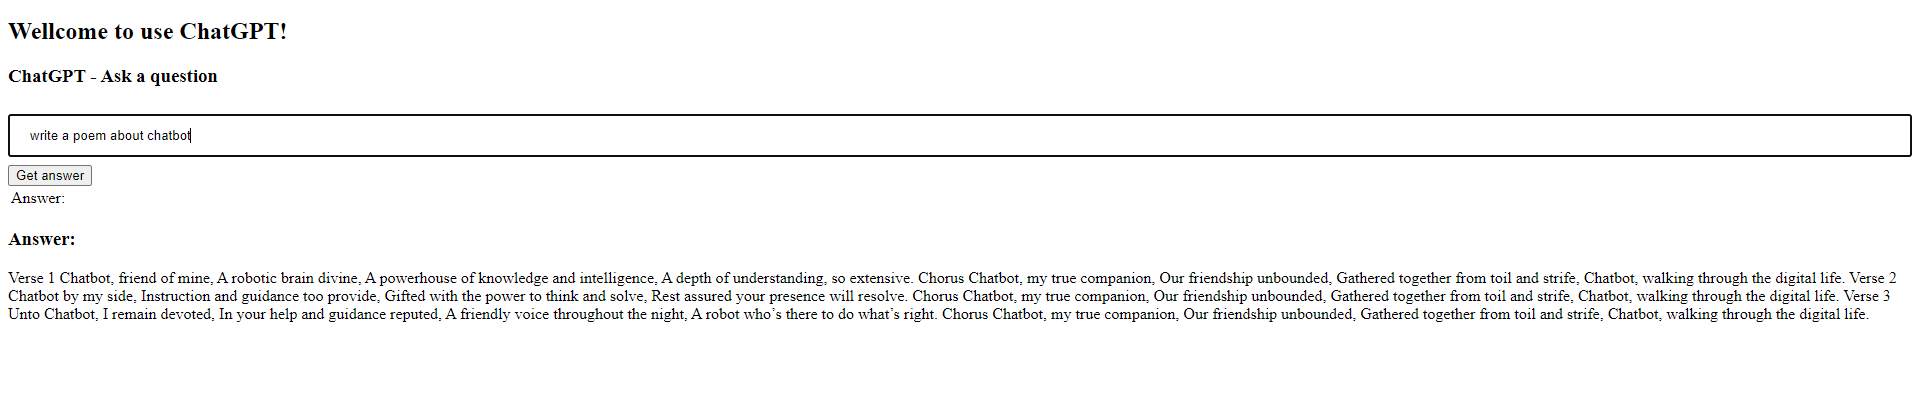 Wellcome to use ChatGPT!
ChatGPT - Ask a question
write a poem about chatbot
Get answer
Answer:
Answer:
Verse 1 Chatbot, friend of mine, A robotic brain divine, A powerhouse of knowledge and intelligence, A depth of understanding, so extensive. Chorus Chatbot, my true companion, Our friendship unbounded, Gathered together from toil and strife, Chatbot, walking through the digital life. Verse 2
Chatbot by my side, Instruction and guidance too provide, Gifted with the power to think and solve, Rest assured your presence will resolve. Chorus Chatbot, my true companion, Our friendship unbounded, Gathered together from toil and strife, Chatbot, walking through the digital life. Verse 3
Unto Chatbot, I remain devoted, In your help and guidance reputed, A friendly voice throughout the night, A robot who’s there to do what’s right. Chorus Chatbot, my true companion, Our friendship unbounded, Gathered together from toil and strife, Chatbot, walking through the digital life.